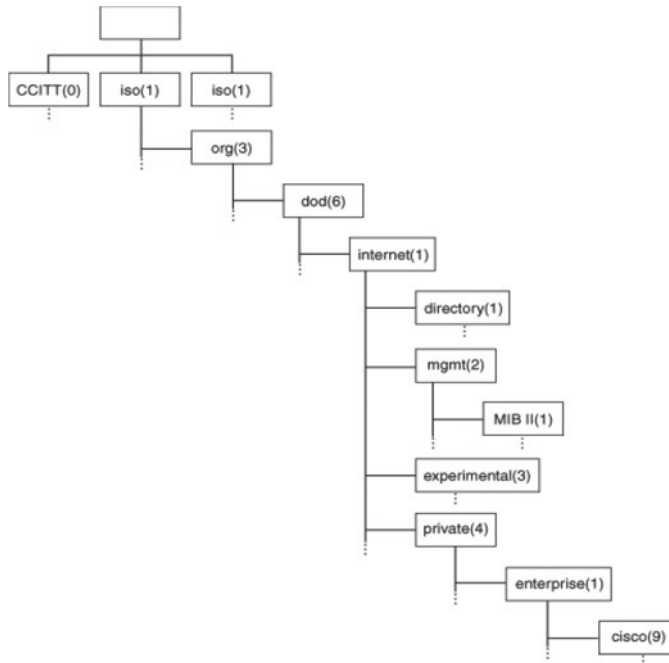 CCITT(0) iso(1) iso(1)
org(3)
dod(6)
internet(1)
directory(1)
mgmt(2)
MIB II(1)
experimental(3)
private(4)
enterprise(1)
cisco(9)